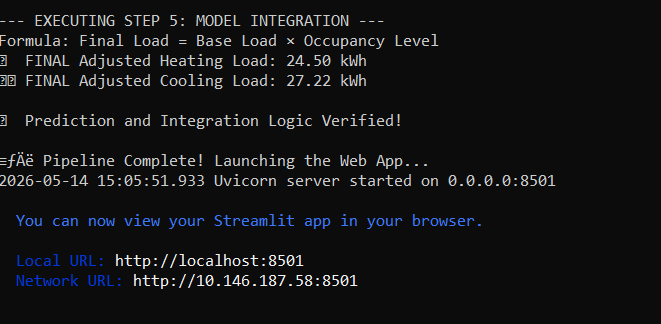 --- EXECUTING STEP 5: MODEL INTEGRATION ---
Formula: Final Load = Base Load × Occupancy Level
⍰  FINAL Adjusted Heating Load: 24.50 kWh
⍰⍰ FINAL Adjusted Cooling Load: 27.22 kWh
⍰  Prediction and Integration Logic Verified!
≡ƒÄë Pipeline Complete! Launching the Web App...
2026-05-14 15:05:51.933 Uvicorn server started on 0.0.0.0:8501
You can now view your Streamlit app in your browser.
Local URL: http://localhost:8501
Network URL: http://10.146.187.58:8501